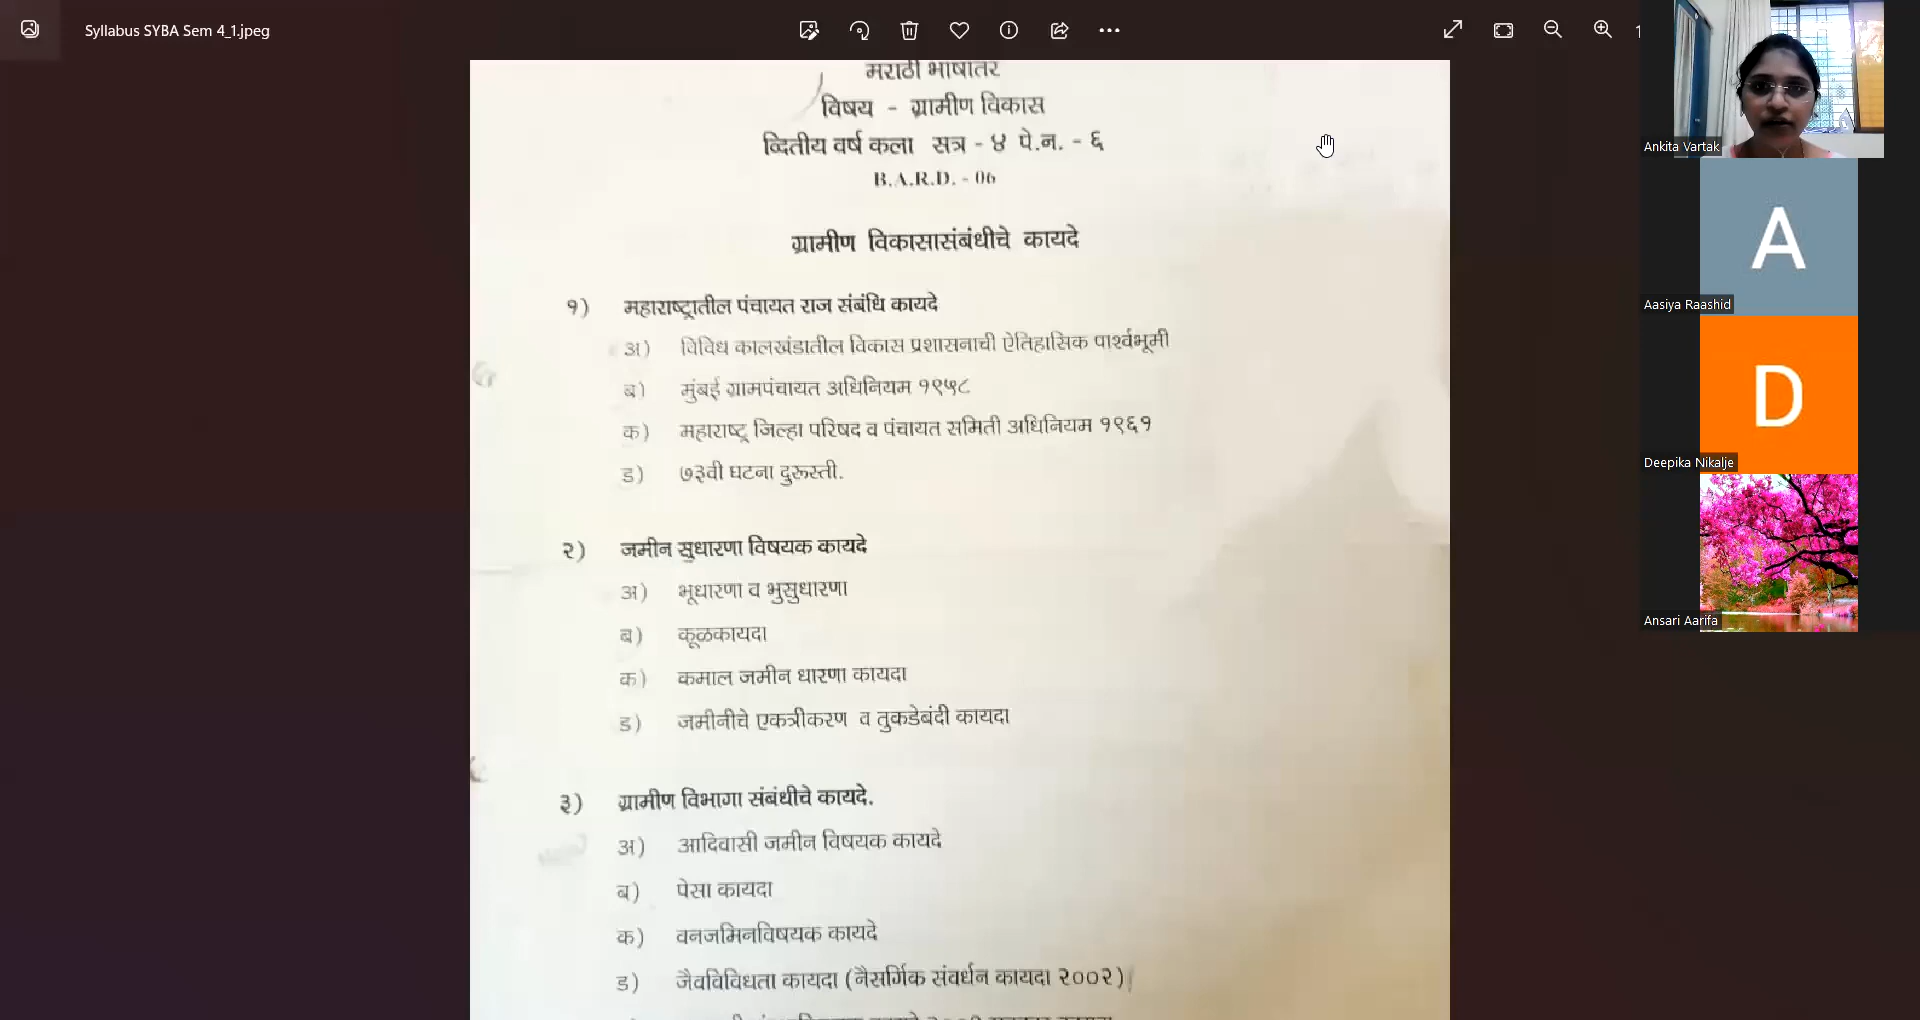 Syllabus SYBA Sem 4_1.jpeg
मराठी भाषांतर
विषय - ग्रामीण विकास
व्दितीय वर्ष कला सत्र - ४ पे.न. - ६
B.A.R.D. - 06
ग्रामीण विकासासंबंधीचे कायदे
१) महाराष्ट्रातील पंचायत राज संबंधि कायदे
अ) विविध कालखंडातील विकास प्रशासनाची ऐतिहासिक पार्श्वभूमी
ब) मुंबई ग्रामपंचायत अधिनियम १९५८
क) महाराष्ट्र जिल्हा परिषद व पंचायत समिती अधिनियम १९६१
ड) ७३वी घटना दुरूस्ती.
२) जमीन सुधारणा विषयक कायदे
अ) भूधारणा व भुसुधारणा
ब) कूळकायदा
क) कमाल जमीन धारणा कायदा
ड) जमीनीचे एकत्रीकरण व तुकडेबंदी कायदा
३) ग्रामीण विभागा संबंधीचे कायदे.
अ) आदिवासी जमीन विषयक कायदे
ब) पेसा कायदा
क) वनजमिनविषयक कायदे
ड) जैवविविधता कायदा (नैसर्गिक संवर्धन कायदा २००२)
Ankita Vartak
A
Aasiya Raashid
D
Deepika Nikalje
Ansari Aarifa